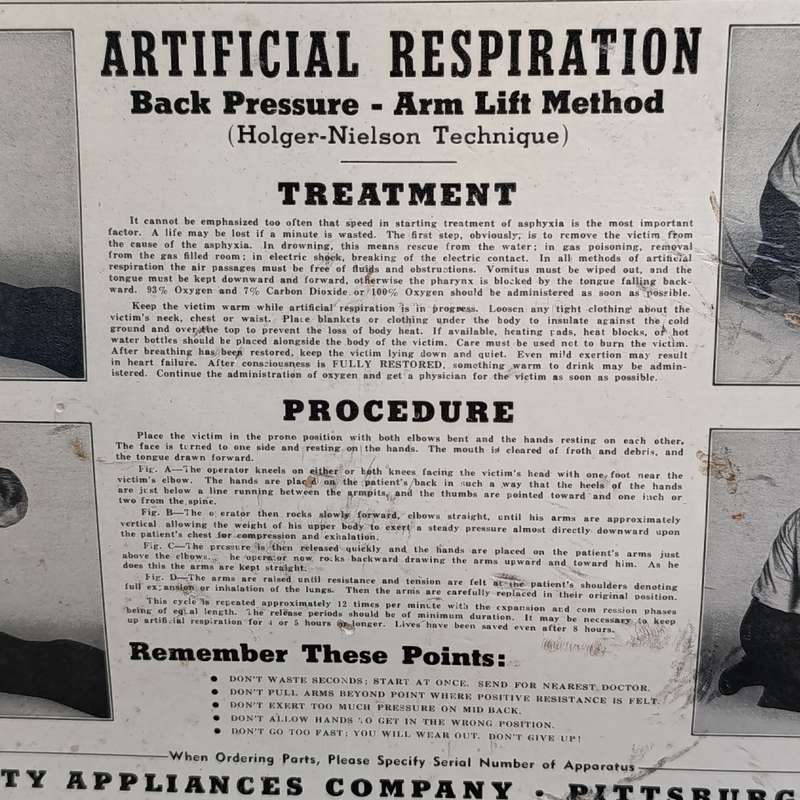 ARTIFICIAL RESPIRATION
Back Pressure - Arm Lift Method
(Holger-Nielson Technique)
TREATMENT
It cannot be emphasized too often that speed in starting treatment of asphyxia is the most important
factor. A life may be lost if a minute is wasted. The first step, obviously, is to remove the victim from
the cause of the asphyxia. In drowning, this means rescue from the water; in gas poisoning, removal
from the gas filled room; in electric shock, breaking of the electric contact. In all methods of artificial
respiration the air passages must be free of fluids and obstructions. Vomitus must be wiped out, and the
tongue must be kept downward and forward, otherwise the pharynx is blocked by the tongue falling back-
ward. 93% Oxygen and 7% Carbon Dioxide or 100% Oxygen should be administered as soon as possible.
Keep the victim warm while artificial respiration is in progress. Loosen any tight clothing about the
victim's neck, chest or waist. Place blankets or clothing under the body to insulate against the cold
ground and over the top to prevent the loss of body heat. If available, heating pads, heat blocks, or hot
water bottles should be placed alongside the body of the victim. Care must be used not to burn the victim.
After breathing has been restored, keep the victim lying down and quiet. Even mild exertion may result
in heart failure. After consciousness is FULLY RESTORED, something warm to drink may be admin-
istered. Continue the administration of oxygen and get a physician for the victim as soon as possible.
PROCEDURE
Place the victim in the prone position with both elbows bent and the hands resting on each other.
The face is turned to one side and resting on the hands. The mouth is cleared of froth and debris, and
the tongue drawn forward.
Fig. A—The operator kneels on either or both knees facing the victim's head with one foot near the
victim's elbow. The hands are placed on the patient's back in such a way that the heels of the hands
are just below a line running between the armpits, and the thumbs are pointed toward and one inch or
two from the spine.
Fig. B—The operator then rocks slowly forward, elbows straight, until his arms are approximately
vertical allowing the weight of his upper body to exert a steady pressure almost directly downward upon
the patient's chest for compression and exhalation.
Fig. C—The pressure is then released quickly and the hands are placed on the patient's arms just
above the elbows. The operator now rocks backward drawing the arms upward and toward him. As he
does this the arms are kept straight.
Fig. D—The arms are raised until resistance and tension are felt at the patient's shoulders denoting
full expansion or inhalation of the lungs. Then the arms are carefully replaced in their original position.
This cycle is repeated approximately 12 times per minute with the expansion and compression phases
being of equal length. The release periods should be of minimum duration. It may be necessary to keep
up artificial respiration for 4 or 5 hours or longer. Lives have been saved even after 8 hours.
Remember These Points:
● DON'T WASTE SECONDS; START AT ONCE. SEND FOR NEAREST DOCTOR.
● DON'T PULL ARMS BEYOND POINT WHERE POSITIVE RESISTANCE IS FELT.
● DON'T EXERT TOO MUCH PRESSURE ON MID BACK.
● DON'T ALLOW HANDS TO GET IN THE WRONG POSITION.
● DON'T GO TOO FAST; YOU WILL WEAR OUT. DON'T GIVE UP!
When Ordering Parts, Please Specify Serial Number of Apparatus
TY APPLIANCES COMPANY · PITTSBURG